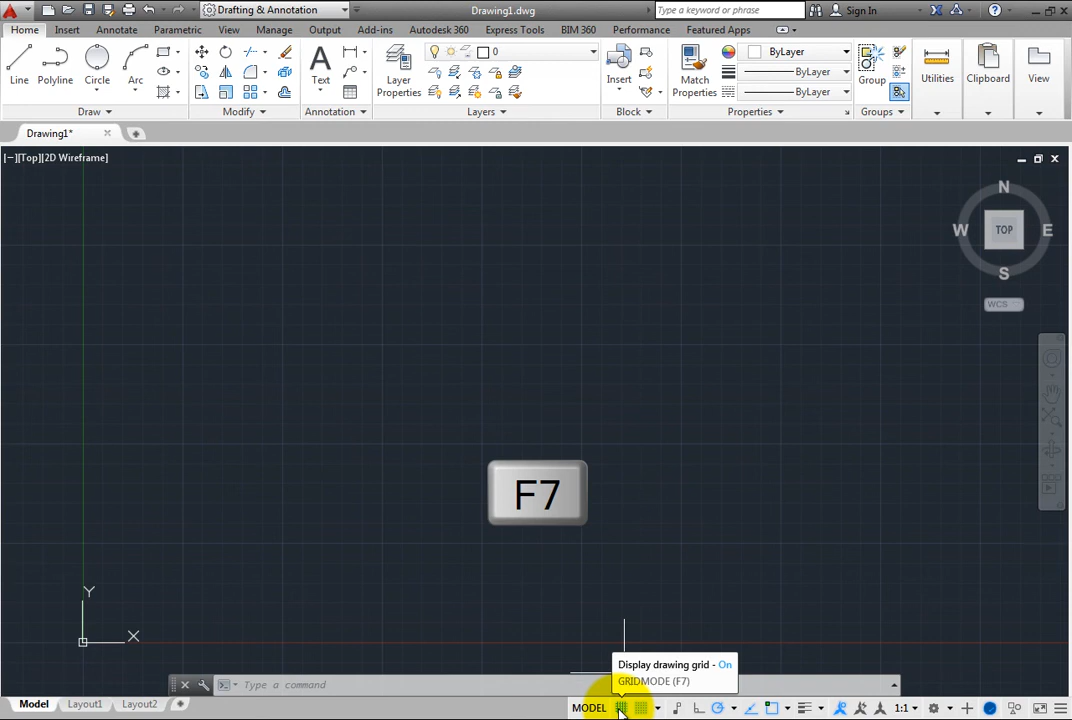 Drafting & Annotation
Drawing1.dwg
Type a keyword or phrase
Sign In
Home
Insert
Annotate
Parametric
View
Manage
Output
Add-ins
Autodesk 360
Express Tools
BIM 360
Performance
Featured Apps
Line
Polyline
Circle
Arc
Text
Layer
Properties
0
Insert
Match
Properties
ByLayer
ByLayer
ByLayer
Group
Utilities
Clipboard
View
Draw
Modify
Annotation
Layers
Block
Properties
Groups
Drawing1*
[−][Top][2D Wireframe]
N
W
TOP
E
S
WCS
F7
Y
X
Display drawing grid - On
GRIDMODE (F7)
Type a command
Model
Layout1
Layout2
MODEL
1:1